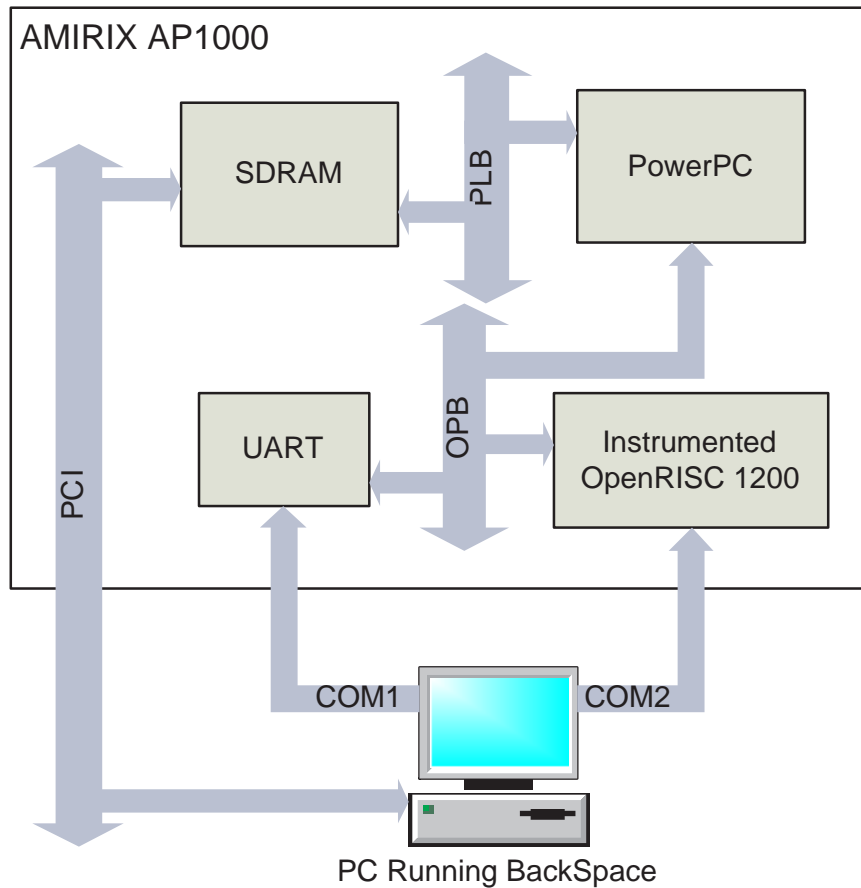 AMIRIX AP1000
SDRAM
PLB
PowerPC
PCI
UART
OPB
Instrumented
OpenRISC 1200
COM1
COM2
PC Running BackSpace